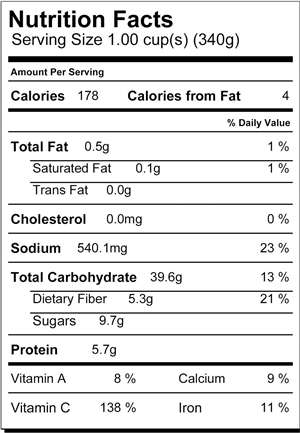 Nutrition Facts
Serving Size 1.00 cup(s) (340g)
Amount Per Serving
Calories 178 Calories from Fat 4
% Daily Value
Total Fat 0.5g 1 %
Saturated Fat 0.1g 1 %
Trans Fat 0.0g
Cholesterol 0.0mg 0 %
Sodium 540.1mg 23 %
Total Carbohydrate 39.6g 13 %
Dietary Fiber 5.3g 21 %
Sugars 9.7g
Protein 5.7g
Vitamin A 8 % Calcium 9 %
Vitamin C 138 % Iron 11 %